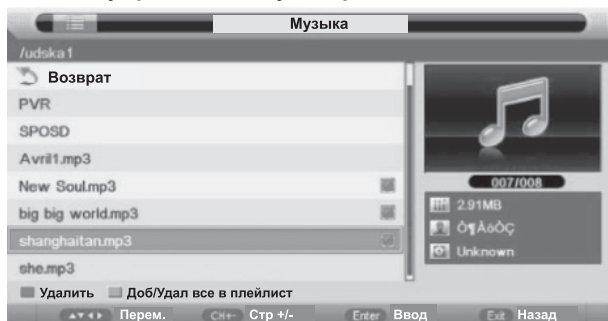 Музыка
/udska1
Возврат
PVR
SPOSD
Avril1.mp3
New Soul.mp3
big big world.mp3
shanghaitan.mp3
she.mp3
007/008
2.91MB
Ò¶ÀöÒÇ
Unknown
Удалить Доб/Удал все в плейлист
Перем. CH+- Стр +/- Enter Ввод Exit Назад